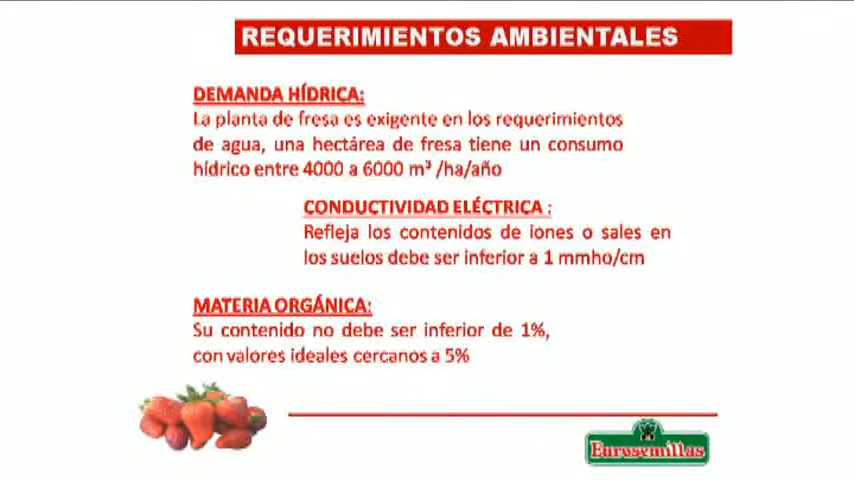 REQUERIMIENTOS AMBIENTALES
DEMANDA HÍDRICA:
La planta de fresa es exigente en los requerimientos
de agua, una hectárea de fresa tiene un consumo
hídrico entre 4000 a 6000 m³ /ha/año
CONDUCTIVIDAD ELÉCTRICA :
Refleja los contenidos de iones o sales en
los suelos debe ser inferior a 1 mmho/cm
MATERIA ORGÁNICA:
Su contenido no debe ser inferior de 1%,
con valores ideales cercanos a 5%
Eurosemillas